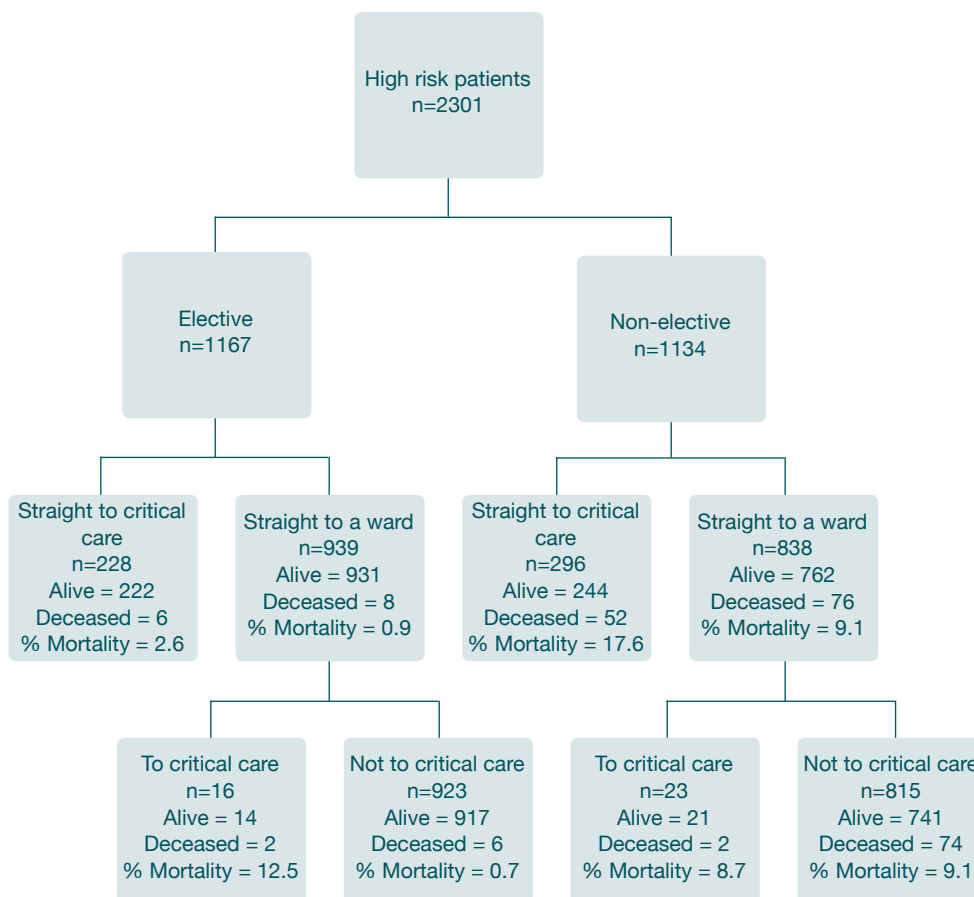 High risk patients
n=2301
Elective
n=1167
Non-elective
n=1134
Straight to critical
care
n=228
Alive = 222
Deceased = 6
% Mortality = 2.6
Straight to a ward
n=939
Alive = 931
Deceased = 8
% Mortality = 0.9
Straight to critical
care
n=296
Alive = 244
Deceased = 52
% Mortality = 17.6
Straight to a ward
n=838
Alive = 762
Deceased = 76
% Mortality = 9.1
To critical care
n=16
Alive = 14
Deceased = 2
% Mortality = 12.5
Not to critical care
n=923
Alive = 917
Deceased = 6
% Mortality = 0.7
To critical care
n=23
Alive = 21
Deceased = 2
% Mortality = 8.7
Not to critical care
n=815
Alive = 741
Deceased = 74
% Mortality = 9.1